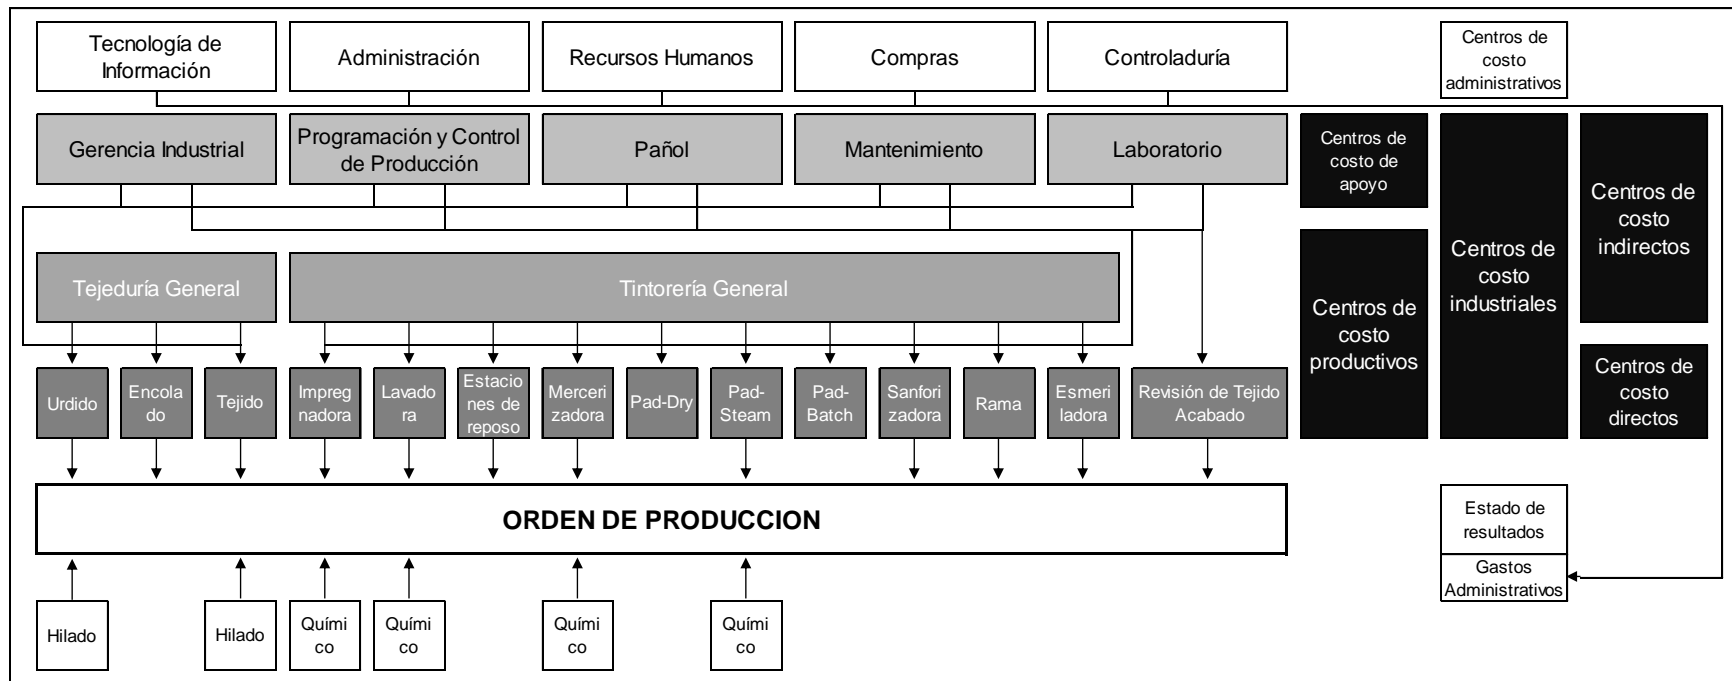 Tecnología de
Información
Administración
Recursos Humanos
Compras
Controladuría
Centros de
costo
administrativos
Gerencia Industrial
Programación y Control
de Producción
Pañol
Mantenimiento
Laboratorio
Centros de
costo de
apoyo
Centros de
costo
industriales
Centros de
costo
indirectos
Tejeduría General
Tintorería General
Centros de
costo
productivos
Centros de
costo
directos
Urdido
Encola
do
Tejido
Impreg
nadora
Lavado
ra
Estacio
nes de
reposo
Merceri
zadora
Pad-Dry
Pad-
Steam
Pad-
Batch
Sanfori
zadora
Rama
Esmeri
ladora
Revisión de Tejido
Acabado
ORDEN DE PRODUCCION
Estado de
resultados
Gastos
Administrativos
Hilado
Hilado
Quími
co
Quími
co
Quími
co
Quími
co